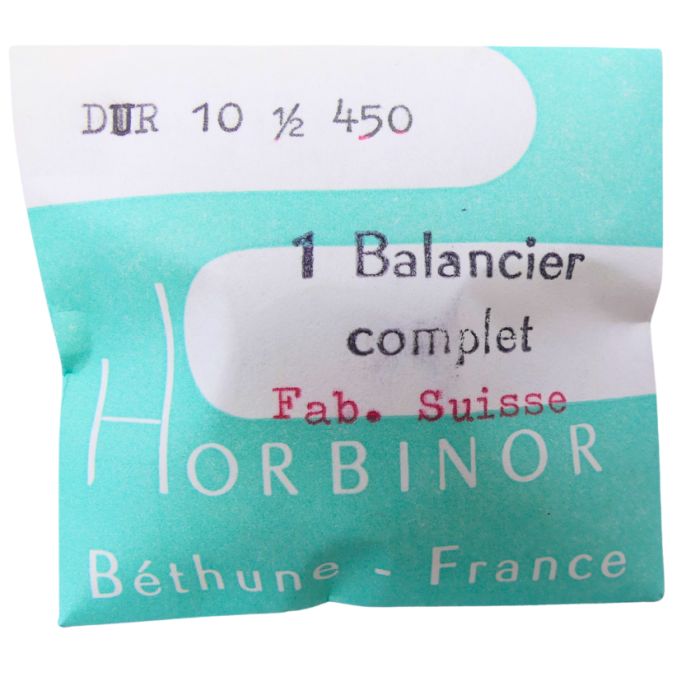 DUR 10 ½ 450
1 Balancier
complet
Fab. Suisse
HORBINOR
Béthune - France